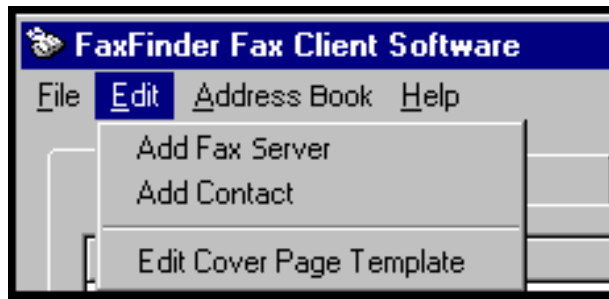 FaxFinder Fax Client Software
File Edit Address Book Help
Add Fax Server
Add Contact
Edit Cover Page Template